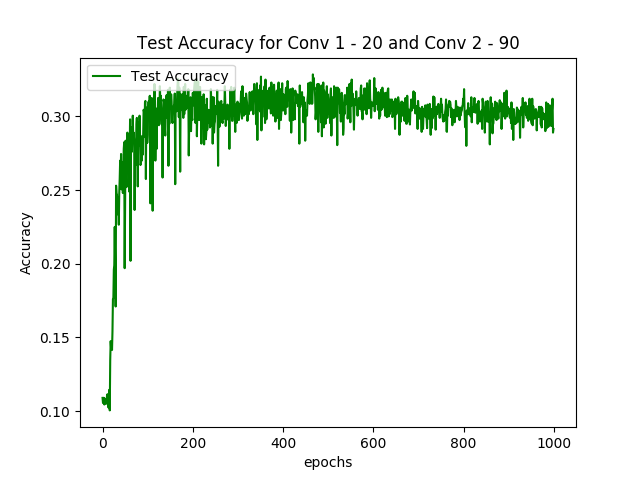 Test Accuracy for Conv 1 - 20 and Conv 2 - 90
Test Accuracy
Accuracy
0.30
0.25
0.20
0.15
0.10
0 200 400 600 800 1000
epochs